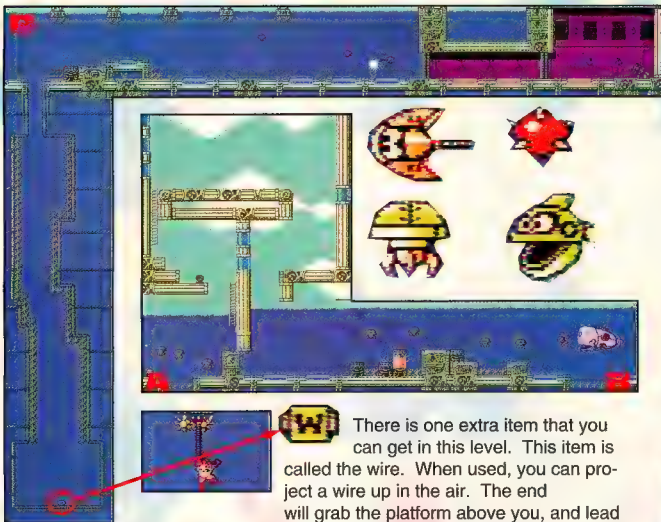 B
A
B
W
There is one extra item that you
can get in this level. This item is
called the wire. When used, you can pro-
ject a wire up in the air. The end
will grab the platform above you, and lead